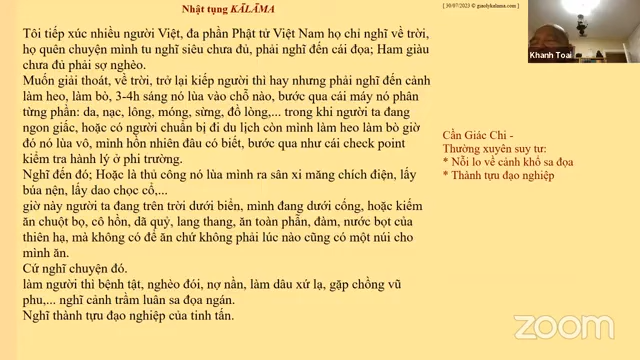 Nhật tụng KĀLĀMA
[ 30/07/2023 © giaolykalama.com ]
Tôi tiếp xúc nhiều người Việt, đa phần Phật tử Việt Nam họ chỉ nghĩ về trời,
họ quên chuyện mình tu nghĩ siêu chưa đủ, phải nghĩ đến cái đọa; Ham giàu
chưa đủ phải sợ nghèo.
Muốn giải thoát, về trời, trở lại kiếp người thì hay nhưng phải nghĩ đến cảnh
làm heo, làm bò, 3-4h sáng nó lùa vào chỗ nào, bước qua cái máy nó phân
từng phần: da, nạc, lông, móng, sừng, đồ lòng,... trong khi người ta đang
ngon giấc, hoặc có người chuẩn bị đi du lịch còn mình làm heo làm bò giờ
đó nó lùa vô, mình hồn nhiên đâu có biết, bước qua như cái check point
kiểm tra hành lý ở phi trường.
Nghĩ đến đó; Hoặc là thủ công nó lùa mình ra sân xi măng chích điện, lấy
búa nện, lấy dao chọc cổ,...
giờ này người ta đang trên trời dưới biển, mình đang dưới cống, hoặc kiếm
ăn chuột bọ, cô hồn, dã quỷ, lang thang, ăn toàn phẩn, đàm, nước bọt của
thiên hạ, mà không có để ăn chứ không phải lúc nào cũng có một núi cho
mình ăn.
Cứ nghĩ chuyện đó.
làm người thì bệnh tật, nghèo đói, nợ nần, làm dâu xứ lạ, gặp chồng vũ
phu,... nghĩ cảnh trầm luân sa đọa ngán.
Nghĩ thành tựu đạo nghiệp của tinh tấn.
Cần Giác Chi -
Thường xuyên suy tư:
* Nỗi lo về cảnh khổ sa đọa
* Thành tựu đạo nghiệp
Khanh Toai
zoom